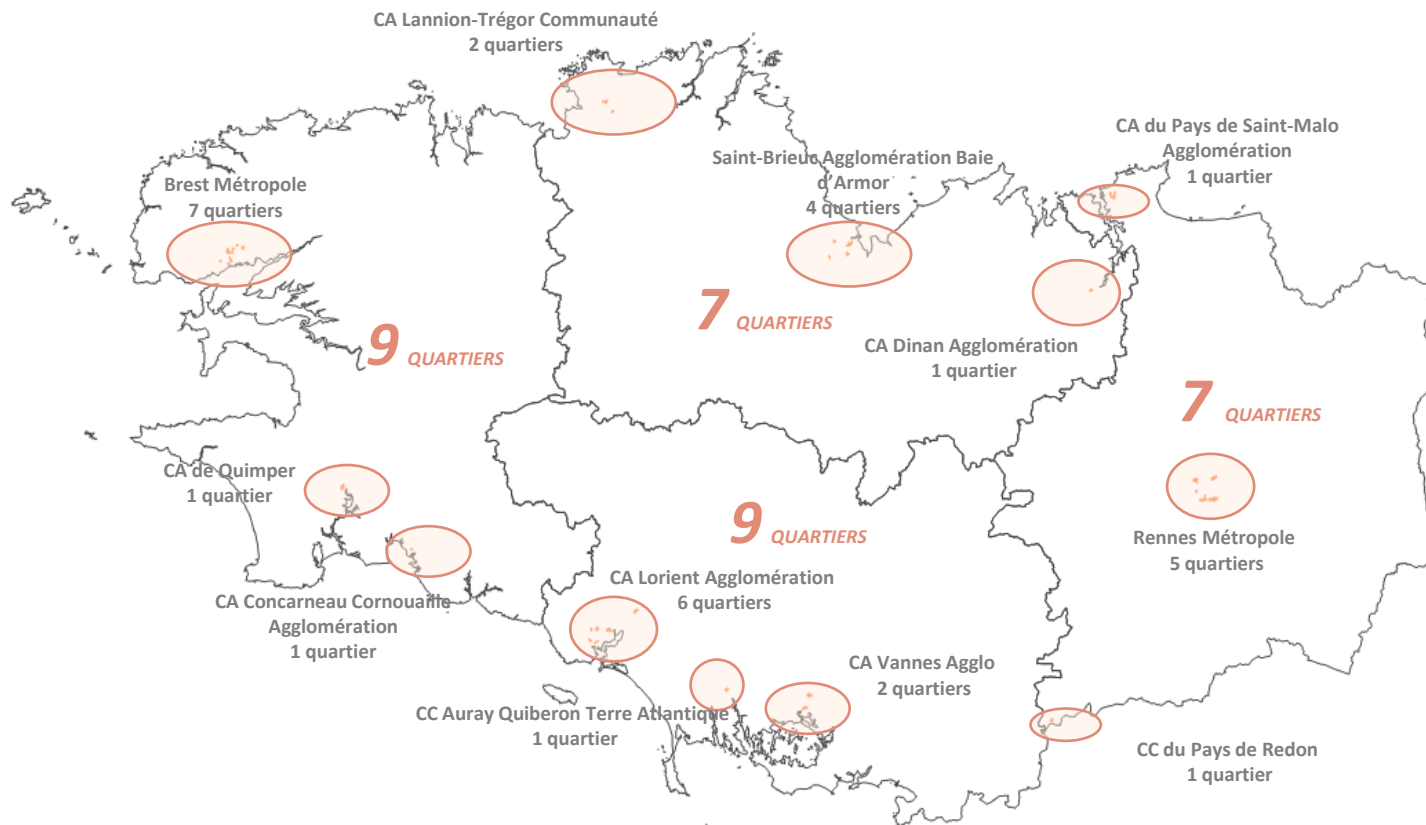 CA Lannion-Trégor Communauté
2 quartiers
CA du Pays de Saint-Malo
Agglomération
1 quartier
Saint-Brieuc Agglomération Baie
d'Armor
4 quartiers
Brest Métropole
7 quartiers
7 QUARTIERS
9 QUARTIERS
CA Dinan Agglomération
1 quartier
7 QUARTIERS
CA de Quimper
1 quartier
9 QUARTIERS
Rennes Métropole
5 quartiers
CA Lorient Agglomération
6 quartiers
CA Concarneau Cornouaille
Agglomération
1 quartier
CA Vannes Agglo
2 quartiers
CC Auray Quiberon Terre Atlantique
1 quartier
CC du Pays de Redon
1 quartier